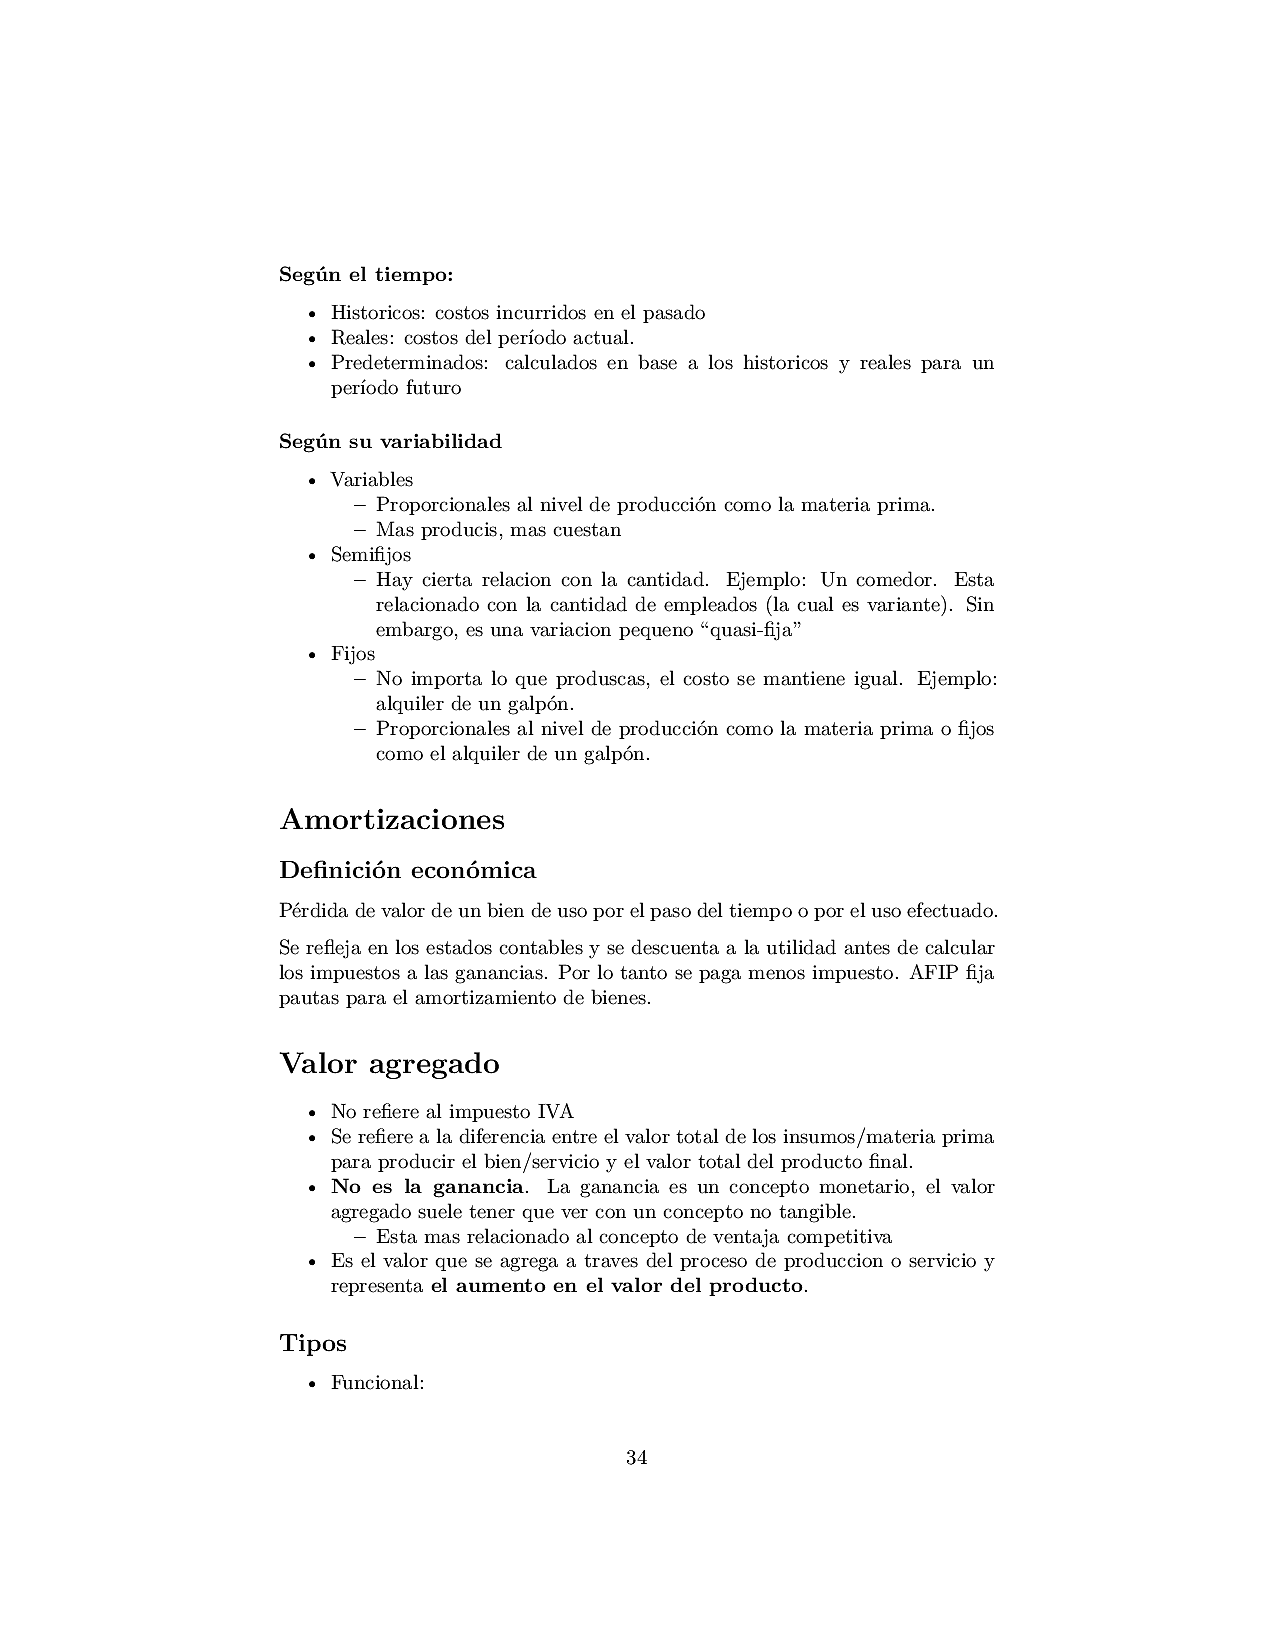 Según el tiempo:
• Historicos: costos incurridos en el pasado
• Reales: costos del período actual.
• Predeterminados: calculados en base a los historicos y reales para un
período futuro
Según su variabilidad
• Variables
– Proporcionales al nivel de producción como la materia prima.
– Mas producis, mas cuestan
• Semifijos
– Hay cierta relacion con la cantidad. Ejemplo: Un comedor. Esta
relacionado con la cantidad de empleados (la cual es variante). Sin
embargo, es una variacion pequeno “quasi-fija”
• Fijos
– No importa lo que produscas, el costo se mantiene igual. Ejemplo:
alquiler de un galpón.
– Proporcionales al nivel de producción como la materia prima o fijos
como el alquiler de un galpón.
Amortizaciones
Definición económica
Pérdida de valor de un bien de uso por el paso del tiempo o por el uso efectuado.
Se refleja en los estados contables y se descuenta a la utilidad antes de calcular
los impuestos a las ganancias. Por lo tanto se paga menos impuesto. AFIP fija
pautas para el amortizamiento de bienes.
Valor agregado
• No refiere al impuesto IVA
• Se refiere a la diferencia entre el valor total de los insumos/materia prima
para producir el bien/servicio y el valor total del producto final.
• No es la ganancia. La ganancia es un concepto monetario, el valor
agregado suele tener que ver con un concepto no tangible.
– Esta mas relacionado al concepto de ventaja competitiva
• Es el valor que se agrega a traves del proceso de produccion o servicio y
representa el aumento en el valor del producto.
Tipos
• Funcional:
34